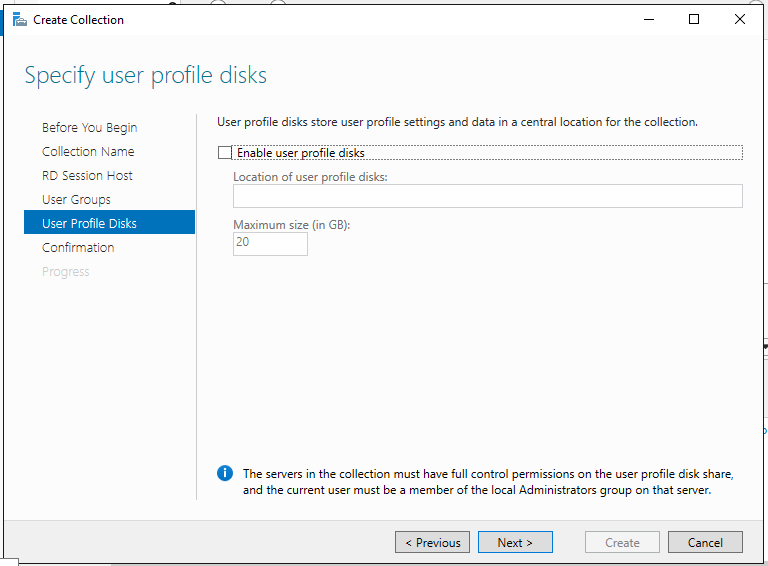 Create Collection
Specify user profile disks
Before You Begin
Collection Name
RD Session Host
User Groups
User Profile Disks
Confirmation
Progress
User profile disks store user profile settings and data in a central location for the collection.
Enable user profile disks
Location of user profile disks:
Maximum size (in GB):
20
The servers in the collection must have full control permissions on the user profile disk share,
and the current user must be a member of the local Administrators group on that server.
< Previous
Next >
Create
Cancel